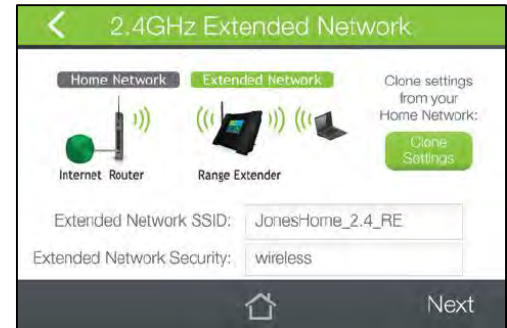 2.4GHz Extended Network
Home Network
Extended Network
Clone settings
from your
Home Network:
Clone
Settings
Internet Router
Range Extender
Extended Network SSID: JonesHome_2.4_RE
Extended Network Security: wireless
Next